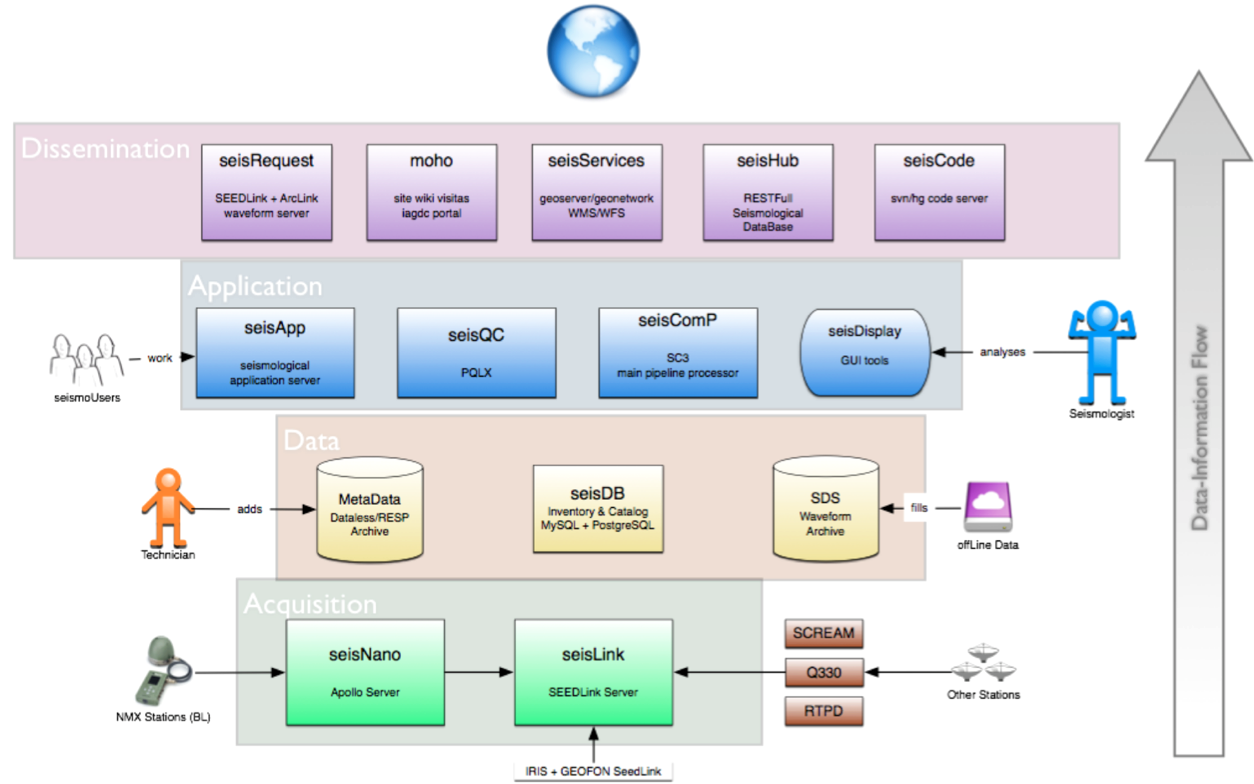 Dissemination
seisRequest
SEEDLink + ArcLink
waveform server
moho
site wiki visitas
iagdc portal
seisServices
geoserver/geonetwork
WMS/WFS
seisHub
RESTFull
Seismological
DataBase
seisCode
svn/hg code server
Application
seismoUsers
work
seisApp
seismological
application server
seisQC
PQLX
seisComP
SC3
main pipeline processor
seisDisplay
GUI tools
analyses
Seismologist
Data
Technician
adds
MetaData
Dataless/RESP
Archive
seisDB
Inventory & Catalog
MySQL + PostgreSQL
SDS
Waveform
Archive
fills
offLine Data
Acquisition
NMX Stations (BL)
seisNano
Apollo Server
seisLink
SEEDLink Server
SCREAM
Q330
RTPD
Other Stations
IRIS + GEOFON SeedLink
Data-Information Flow